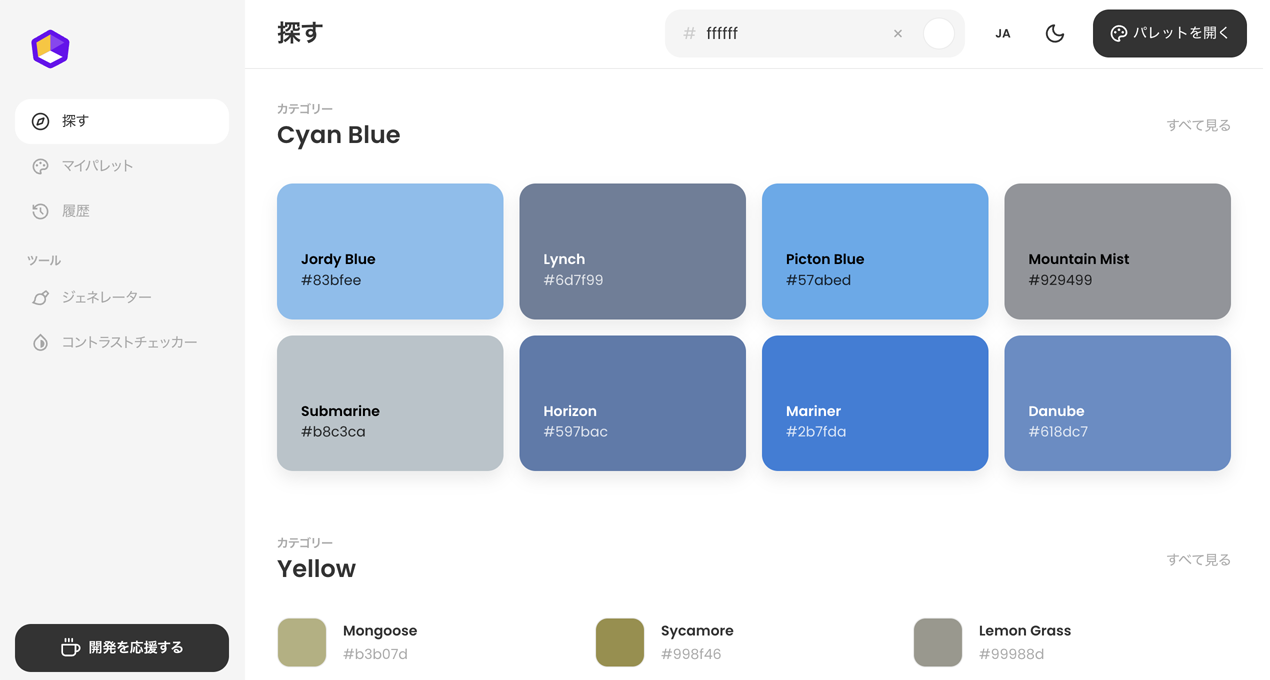 探す
# ffffff ×
JA
パレットを開く
探す
マイパレット
履歴
ツール
ジェネレーター
コントラストチェッカー
開発を応援する
カテゴリー
Cyan Blue
すべて見る
Jordy Blue
#83bfee
Lynch
#6d7f99
Picton Blue
#57abed
Mountain Mist
#929499
Submarine
#b8c3ca
Horizon
#597bac
Mariner
#2b7fda
Danube
#618dc7
カテゴリー
Yellow
すべて見る
Mongoose
#b3b07d
Sycamore
#998f46
Lemon Grass
#99988d